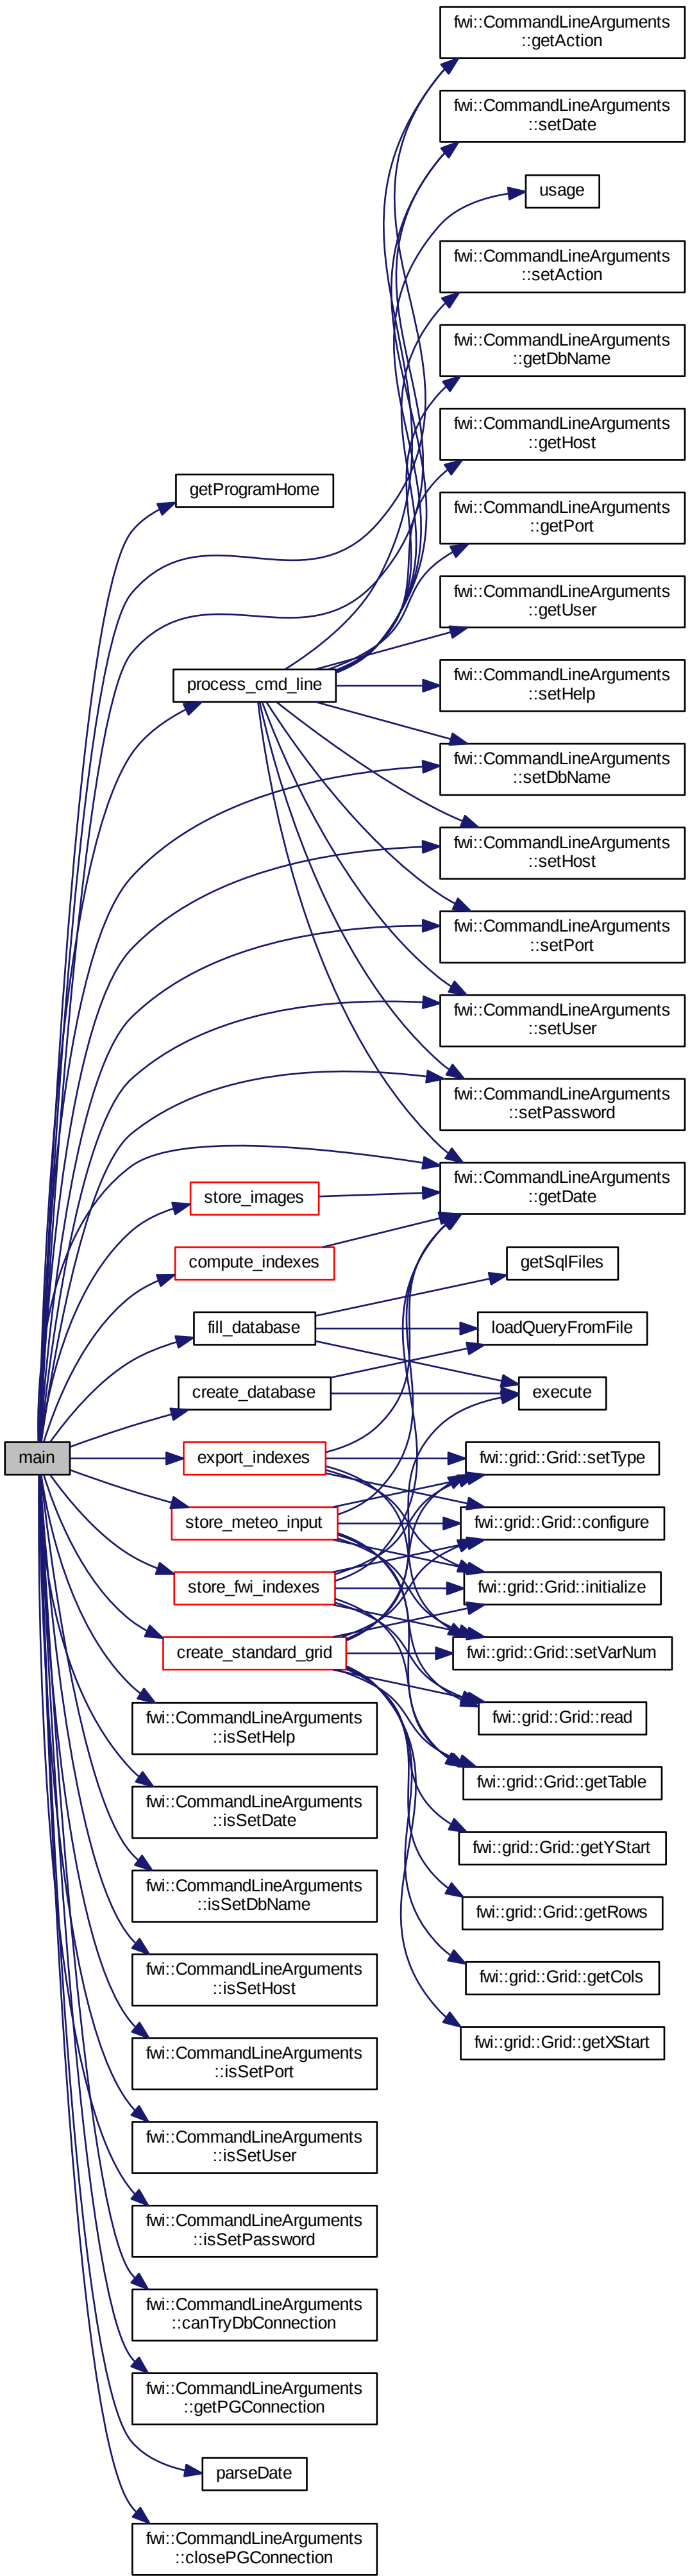 fwi::CommandLineArguments
::getAction
fwi::CommandLineArguments
::setDate
usage
fwi::CommandLineArguments
::setAction
fwi::CommandLineArguments
::getDbName
fwi::CommandLineArguments
::getHost
getProgramHome
fwi::CommandLineArguments
::getPort
fwi::CommandLineArguments
::getUser
process_cmd_line
fwi::CommandLineArguments
::setHelp
fwi::CommandLineArguments
::setDbName
fwi::CommandLineArguments
::setHost
fwi::CommandLineArguments
::setPort
fwi::CommandLineArguments
::setUser
fwi::CommandLineArguments
::setPassword
fwi::CommandLineArguments
::getDate
store_images
compute_indexes
getSqlFiles
fill_database
loadQueryFromFile
create_database
execute
main
export_indexes
fwi::grid::Grid::setType
store_meteo_input
fwi::grid::Grid::configure
store_fwi_indexes
fwi::grid::Grid::initialize
create_standard_grid
fwi::grid::Grid::setVarNum
fwi::CommandLineArguments
::isSetHelp
fwi::grid::Grid::read
fwi::CommandLineArguments
::isSetDate
fwi::grid::Grid::getTable
fwi::grid::Grid::getYStart
fwi::CommandLineArguments
::isSetDbName
fwi::grid::Grid::getRows
fwi::CommandLineArguments
::isSetHost
fwi::grid::Grid::getCols
fwi::CommandLineArguments
::isSetPort
fwi::grid::Grid::getXStart
fwi::CommandLineArguments
::isSetUser
fwi::CommandLineArguments
::isSetPassword
fwi::CommandLineArguments
::canTryDbConnection
fwi::CommandLineArguments
::getPGConnection
parseDate
fwi::CommandLineArguments
::closePGConnection